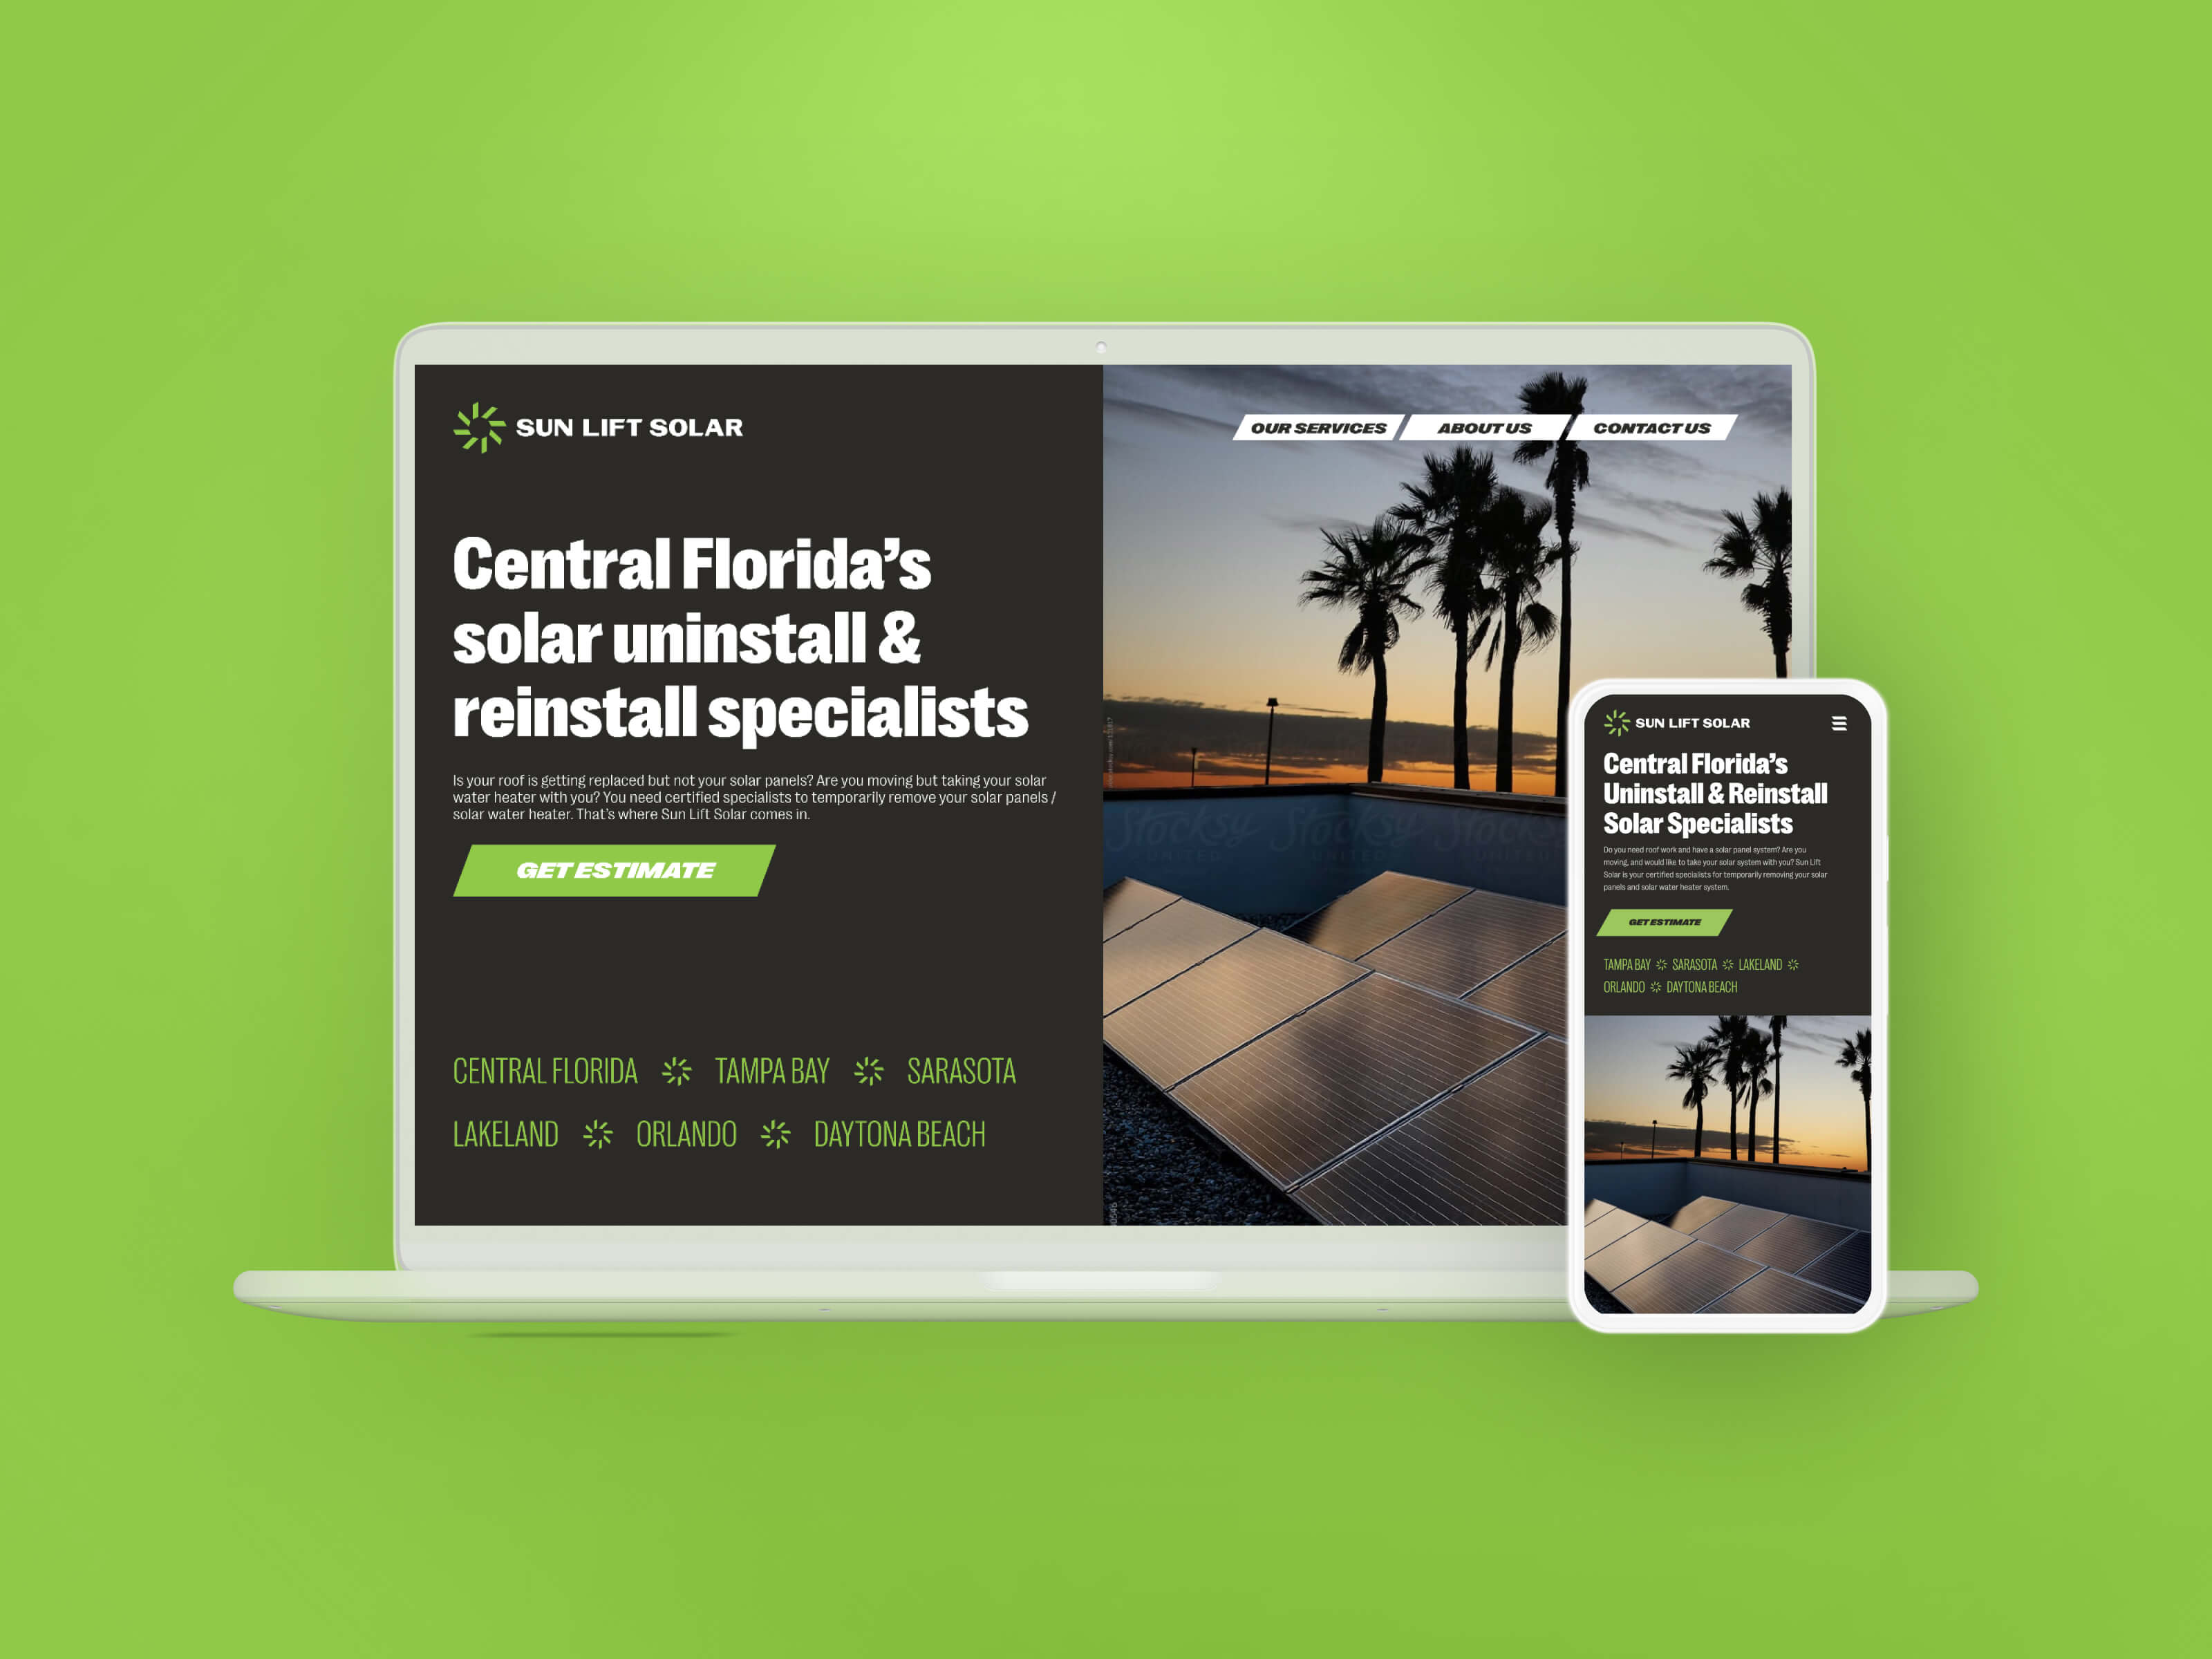 SUN LIFT SOLAR
OUR SERVICES
ABOUT US
CONTACT US
Central Florida's
solar uninstall &
reinstall specialists
Is your roof is getting replaced but not your solar panels? Are you moving but taking your solar
water heater with you? You need certified specialists to temporarily remove your solar panels /
solar water heater. That's where Sun Lift Solar comes in.
GET ESTIMATE
CENTRAL FLORIDA TAMPA BAY SARASOTA
LAKELAND ORLANDO DAYTONA BEACH
Stocksy Stocksy Stock
UNITED UNITED UNITED
SUN LIFT SOLAR
Central Florida's
Uninstall & Reinstall
Solar Specialists
Do you need roof work and have a solar panel system? Are you
moving, and would like to take your solar system with you? Sun Lift
Solar is your certified specialists for temporarily removing your solar
panels and solar water heater system.
GET ESTIMATE
TAMPA BAY SARASOTA LAKELAND
ORLANDO DAYTONA BEACH